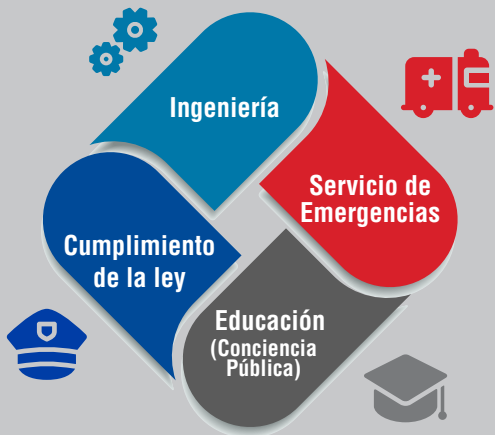 Ingeniería
Servicio de
Emergencias
Cumplimiento
de la ley
Educación
(Conciencia
Pública)